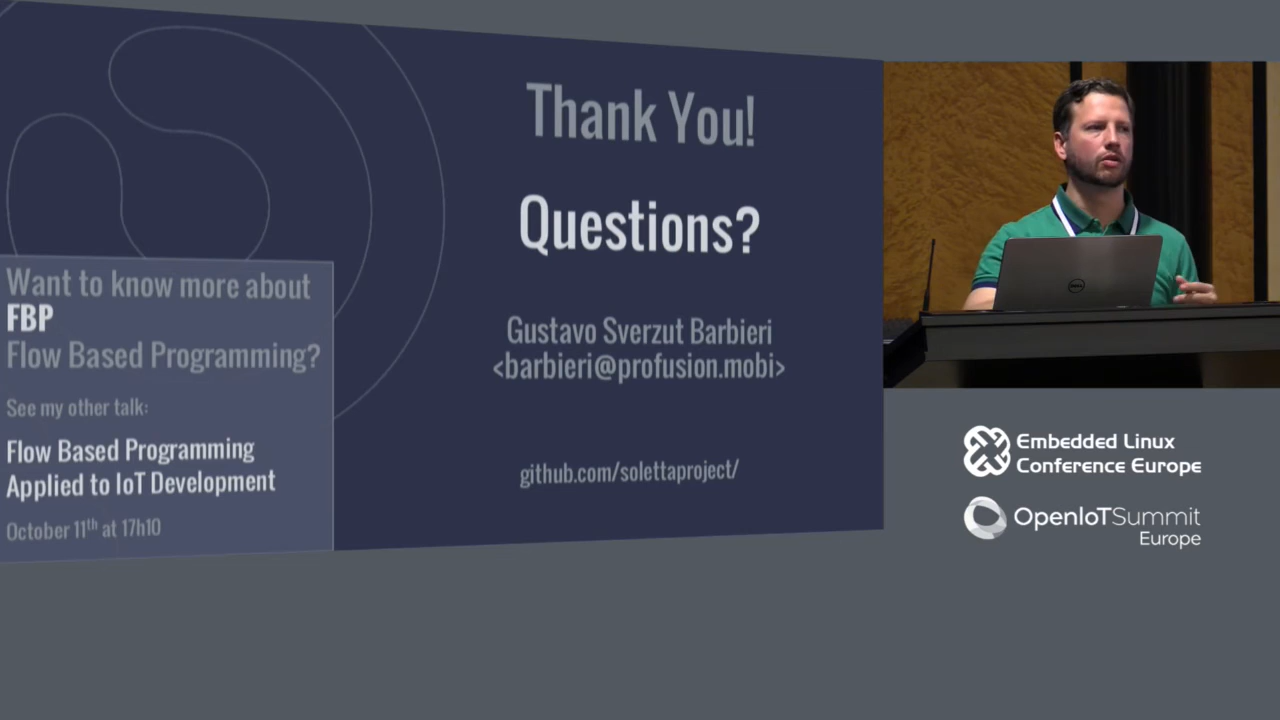 Thank You!
Questions?
Gustavo Sverzut Barbieri
<barbieri@profusion.mobi>
github.com/solettaproject/
Want to know more about
FBP
Flow Based Programming?
See my other talk:
Flow Based Programming
Applied to IoT Development
October 11th at 17h10
DELL
Embedded Linux
Conference Europe
OpenIoTSummit
Europe